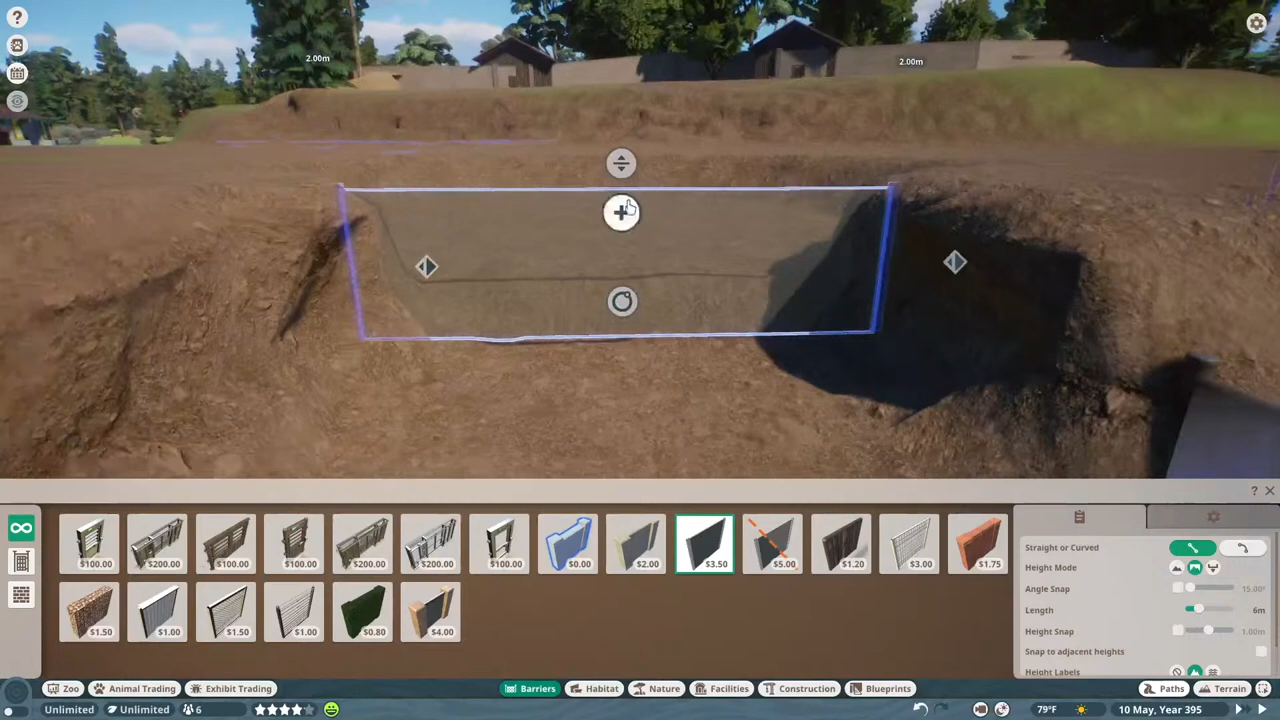 ?
2.00m
2.00m
? ×
$100.00
$200.00
$100.00
$100.00
$200.00
$200.00
$100.00
$0.00
$2.00
$3.50
$5.00
$1.20
$3.00
$1.75
$1.50
$1.00
$1.50
$1.00
$0.80
$4.00
Straight or Curved
Height Mode
Angle Snap 15.00°
Length 6m
Height Snap 1.00m
Snap to adjacent heights
Height Labels
Zoo Animal Trading Exhibit Trading Barriers Habitat Nature Facilities Construction Blueprints Paths Terrain
Unlimited Unlimited 6 79°F 10 May, Year 395